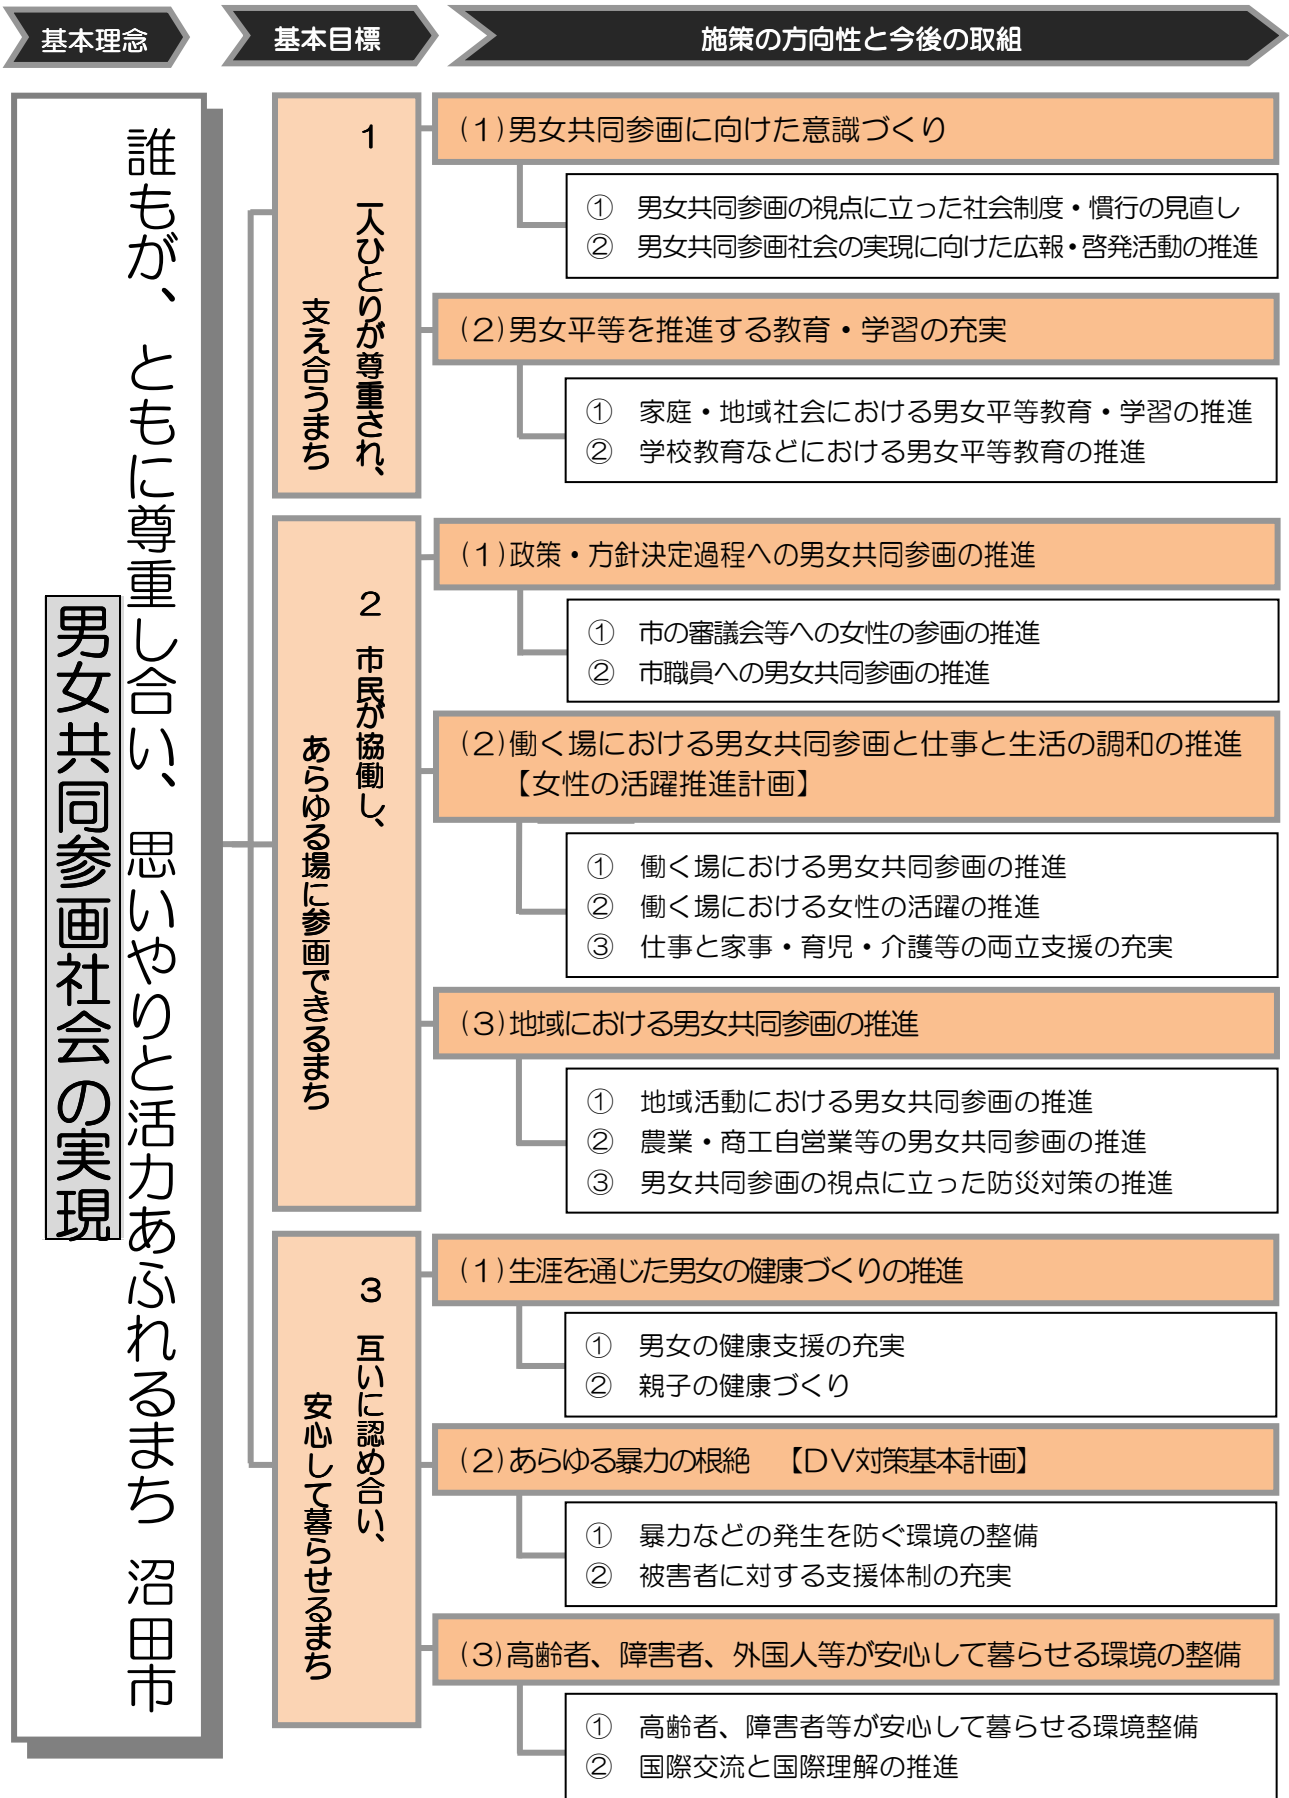 基本理念
基本目標
施策の方向性と今後の取組
誰もが、ともに尊重し合い、思いやりと活力あふれるまち 沼田市
男女共同参画社会の実現
1 一人ひとりが尊重され、
支え合うまち
(1)男女共同参画に向けた意識づくり
① 男女共同参画の視点に立った社会制度・慣行の見直し
② 男女共同参画社会の実現に向けた広報・啓発活動の推進
(2)男女平等を推進する教育・学習の充実
① 家庭・地域社会における男女平等教育・学習の推進
② 学校教育などにおける男女平等教育の推進
2 市民が協働し、
あらゆる場に参画できるまち
(1)政策・方針決定過程への男女共同参画の推進
① 市の審議会等への女性の参画の推進
② 市職員への男女共同参画の推進
(2)働く場における男女共同参画と仕事と生活の調和の推進
【女性の活躍推進計画】
① 働く場における男女共同参画の推進
② 働く場における女性の活躍の推進
③ 仕事と家事・育児・介護等の両立支援の充実
(3)地域における男女共同参画の推進
① 地域活動における男女共同参画の推進
② 農業・商工自営業等の男女共同参画の推進
③ 男女共同参画の視点に立った防災対策の推進
3 互いに認め合い、
安心して暮らせるまち
(1)生涯を通じた男女の健康づくりの推進
① 男女の健康支援の充実
② 親子の健康づくり
(2)あらゆる暴力の根絶 【DV対策基本計画】
① 暴力などの発生を防ぐ環境の整備
② 被害者に対する支援体制の充実
(3)高齢者、障害者、外国人等が安心して暮らせる環境の整備
① 高齢者、障害者等が安心して暮らせる環境整備
② 国際交流と国際理解の推進